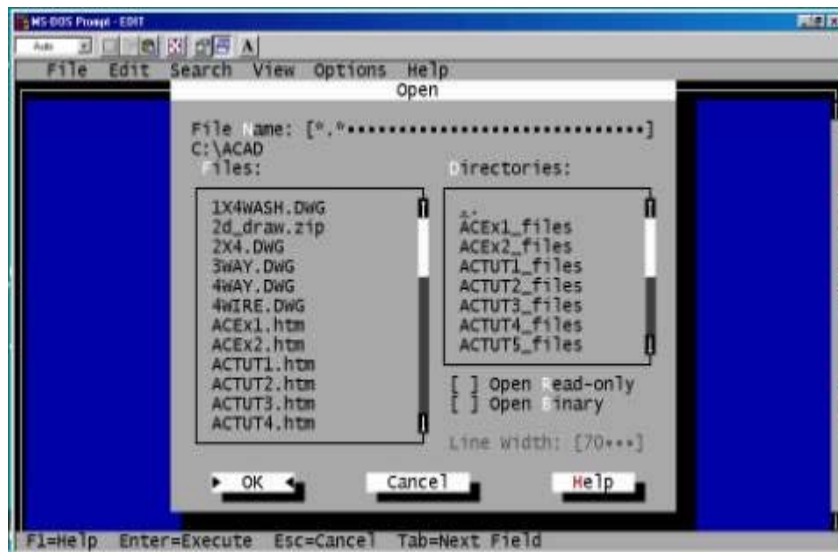 MS-DOS Prompt - EDIT
Auto
A
File Edit Search View Options Help
Open
File Name: [*.*······························]
C:\ACAD
Files:
Directories:
1X4WASH.DWG
2d_draw.zip
2X4.DWG
3WAY.DWG
4WAY.DWG
4WIRE.DWG
ACEx1.htm
ACEx2.htm
ACTUT1.htm
ACTUT2.htm
ACTUT3.htm
ACTUT4.htm
..
ACEx1_files
ACEx2_files
ACTUT1_files
ACTUT2_files
ACTUT3_files
ACTUT4_files
ACTUT5_files
[ ] Open Read-only
[ ] Open Binary
Line Width: [70···]
OK Cancel Help
F1=Help Enter=Execute Esc=Cancel Tab=Next Field